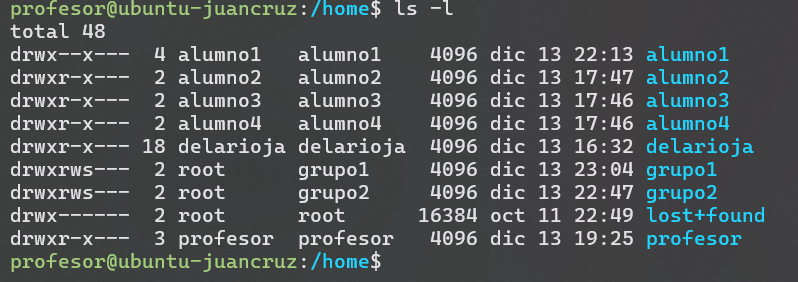 profesor@ubuntu-juancruz:/home$ ls -l
total 48
drwx--x---  4 alumno1   alumno1    4096 dic 13 22:13 alumno1
drwxr-x---  2 alumno2   alumno2    4096 dic 13 17:47 alumno2
drwxr-x---  2 alumno3   alumno3    4096 dic 13 17:46 alumno3
drwxr-x---  2 alumno4   alumno4    4096 dic 13 17:46 alumno4
drwxr-x--- 18 delarioja delarioja  4096 dic 13 16:32 delarioja
drwxrws---  2 root      grupo1     4096 dic 13 23:04 grupo1
drwxrws---  2 root      grupo2     4096 dic 13 22:47 grupo2
drwx------  2 root      root      16384 oct 11 22:49 lost+found
drwxr-x---  3 profesor  profesor   4096 dic 13 19:25 profesor
profesor@ubuntu-juancruz:/home$